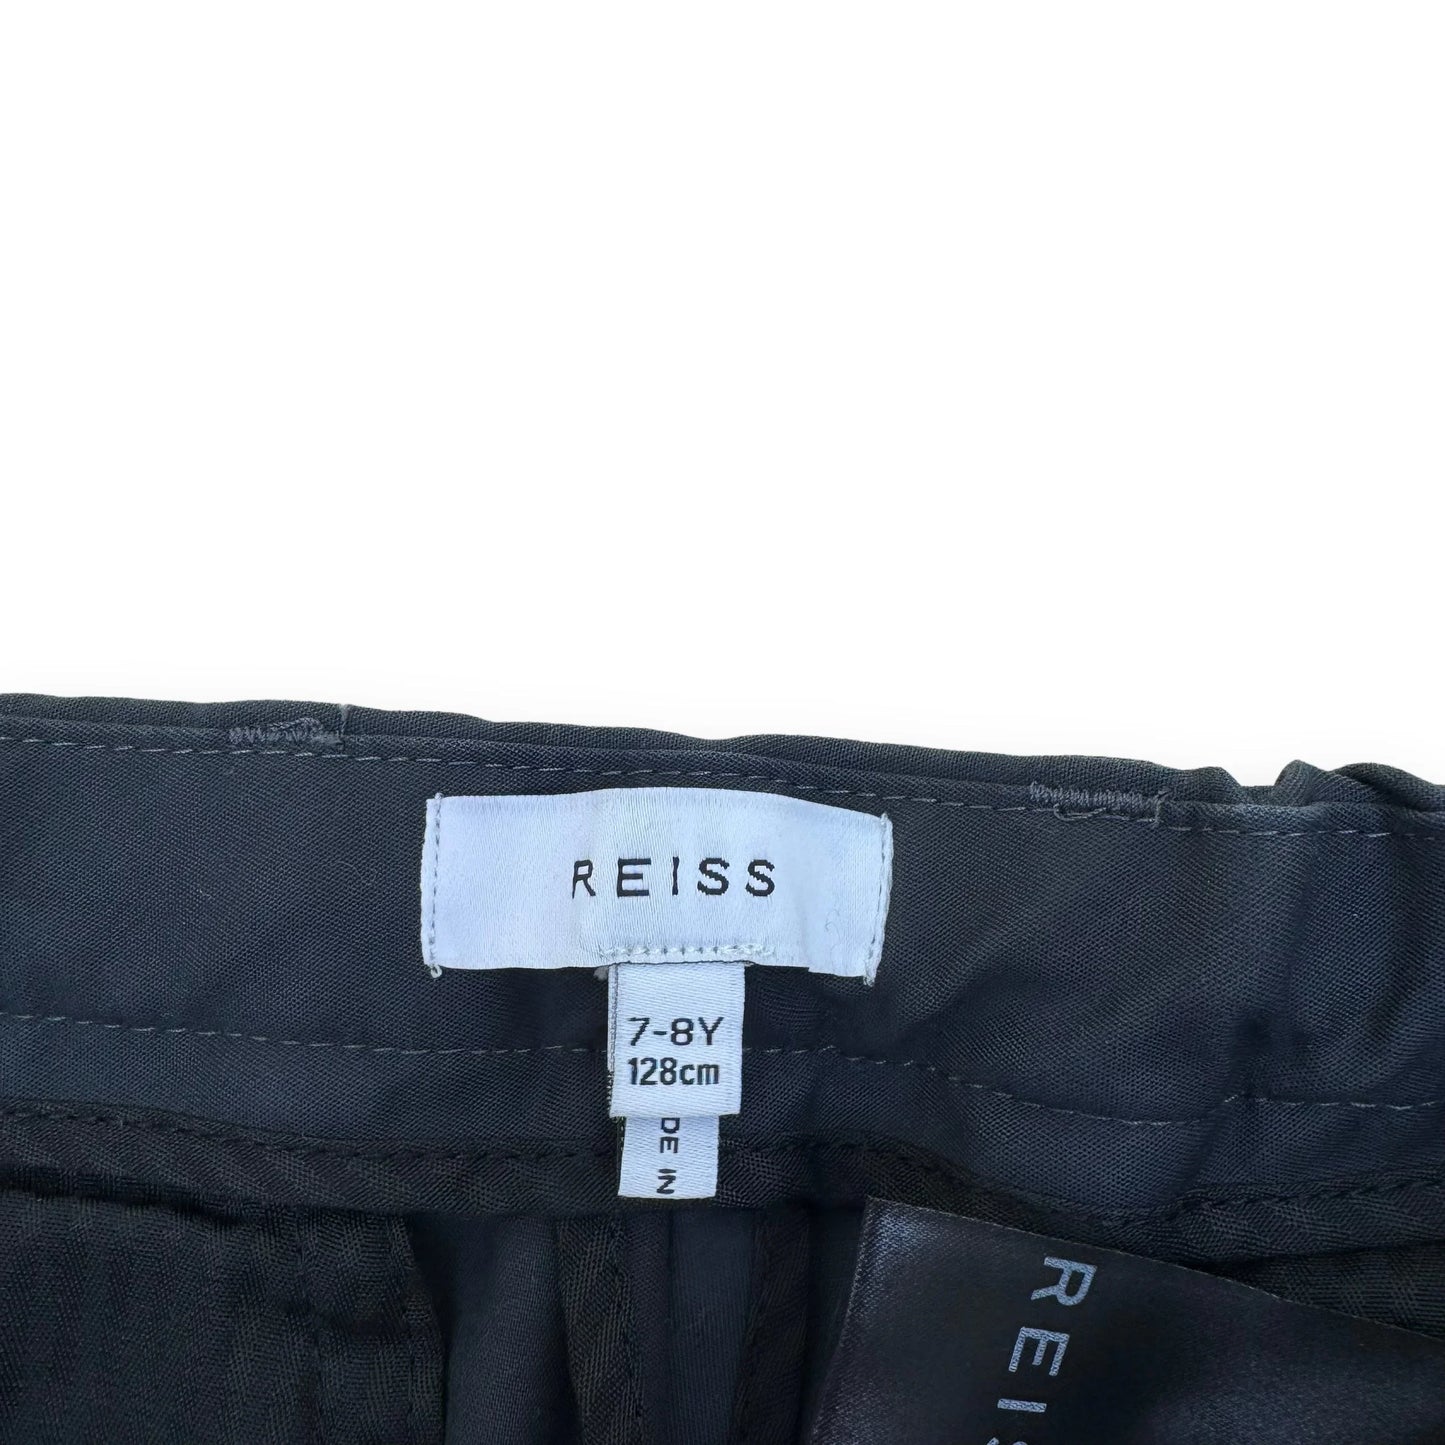 REISS
7-8Y
128cm
DE IN
REIS